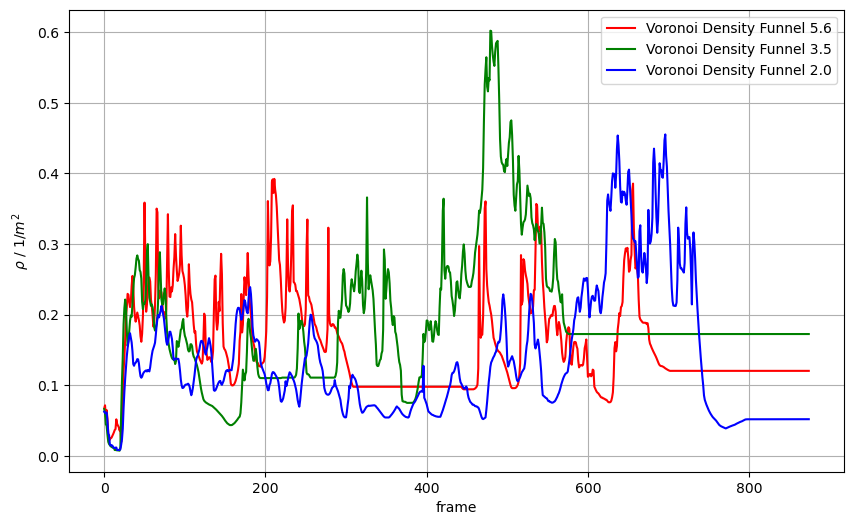 Voronoi Density Funnel 5.6
Voronoi Density Funnel 3.5
Voronoi Density Funnel 2.0
0.6
0.5
0.4
0.3
0.2
0.1
0.0
ρ / 1/m²
0 200 400 600 800
frame